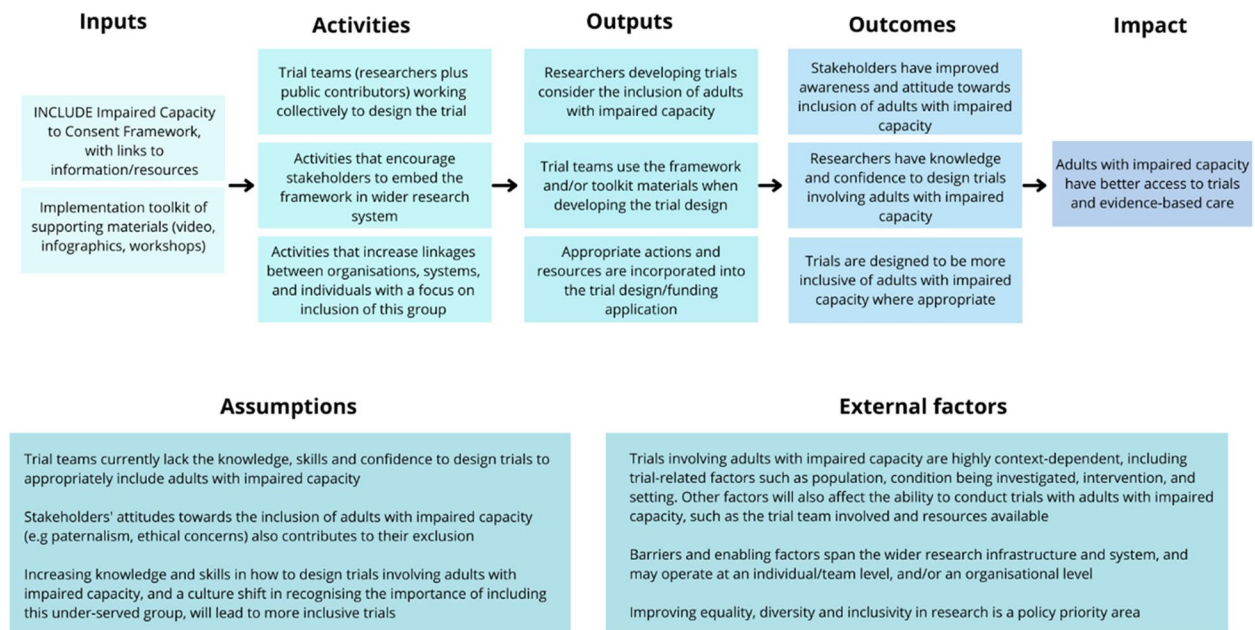 Inputs
INCLUDE Impaired Capacity
to Consent Framework,
with links to
information/resources
Implementation toolkit of
supporting materials (video,
infographics, workshops)
Activities
Trial teams (researchers plus
public contributors) working
collectively to design the trial
Activities that encourage
stakeholders to embed the
framework in wider research
system
Activities that increase linkages
between organisations, systems,
and individuals with a focus on
inclusion of this group
Outputs
Researchers developing trials
consider the inclusion of adults
with impaired capacity
Trial teams use the framework
and/or toolkit materials when
developing the trial design
Appropriate actions and
resources are incorporated into
the trial design/funding
application
Outcomes
Stakeholders have improved
awareness and attitude towards
inclusion of adults with impaired
capacity
Researchers have knowledge
and confidence to design trials
involving adults with impaired
capacity
Trials are designed to be more
inclusive of adults with impaired
capacity where appropriate
Impact
Adults with impaired capacity
have better access to trials
and evidence-based care
Assumptions
Trial teams currently lack the knowledge, skills and confidence to design trials to
appropriately include adults with impaired capacity
Stakeholders' attitudes towards the inclusion of adults with impaired capacity
(e.g paternalism, ethical concerns) also contributes to their exclusion
Increasing knowledge and skills in how to design trials involving adults with
impaired capacity, and a culture shift in recognising the importance of including
this under-served group, will lead to more inclusive trials
External factors
Trials involving adults with impaired capacity are highly context-dependent, including
trial-related factors such as population, condition being investigated, intervention, and
setting. Other factors will also affect the ability to conduct trials with adults with impaired
capacity, such as the trial team involved and resources available
Barriers and enabling factors span the wider research infrastructure and system, and
may operate at an individual/team level, and/or an organisational level
Improving equality, diversity and inclusivity in research is a policy priority area